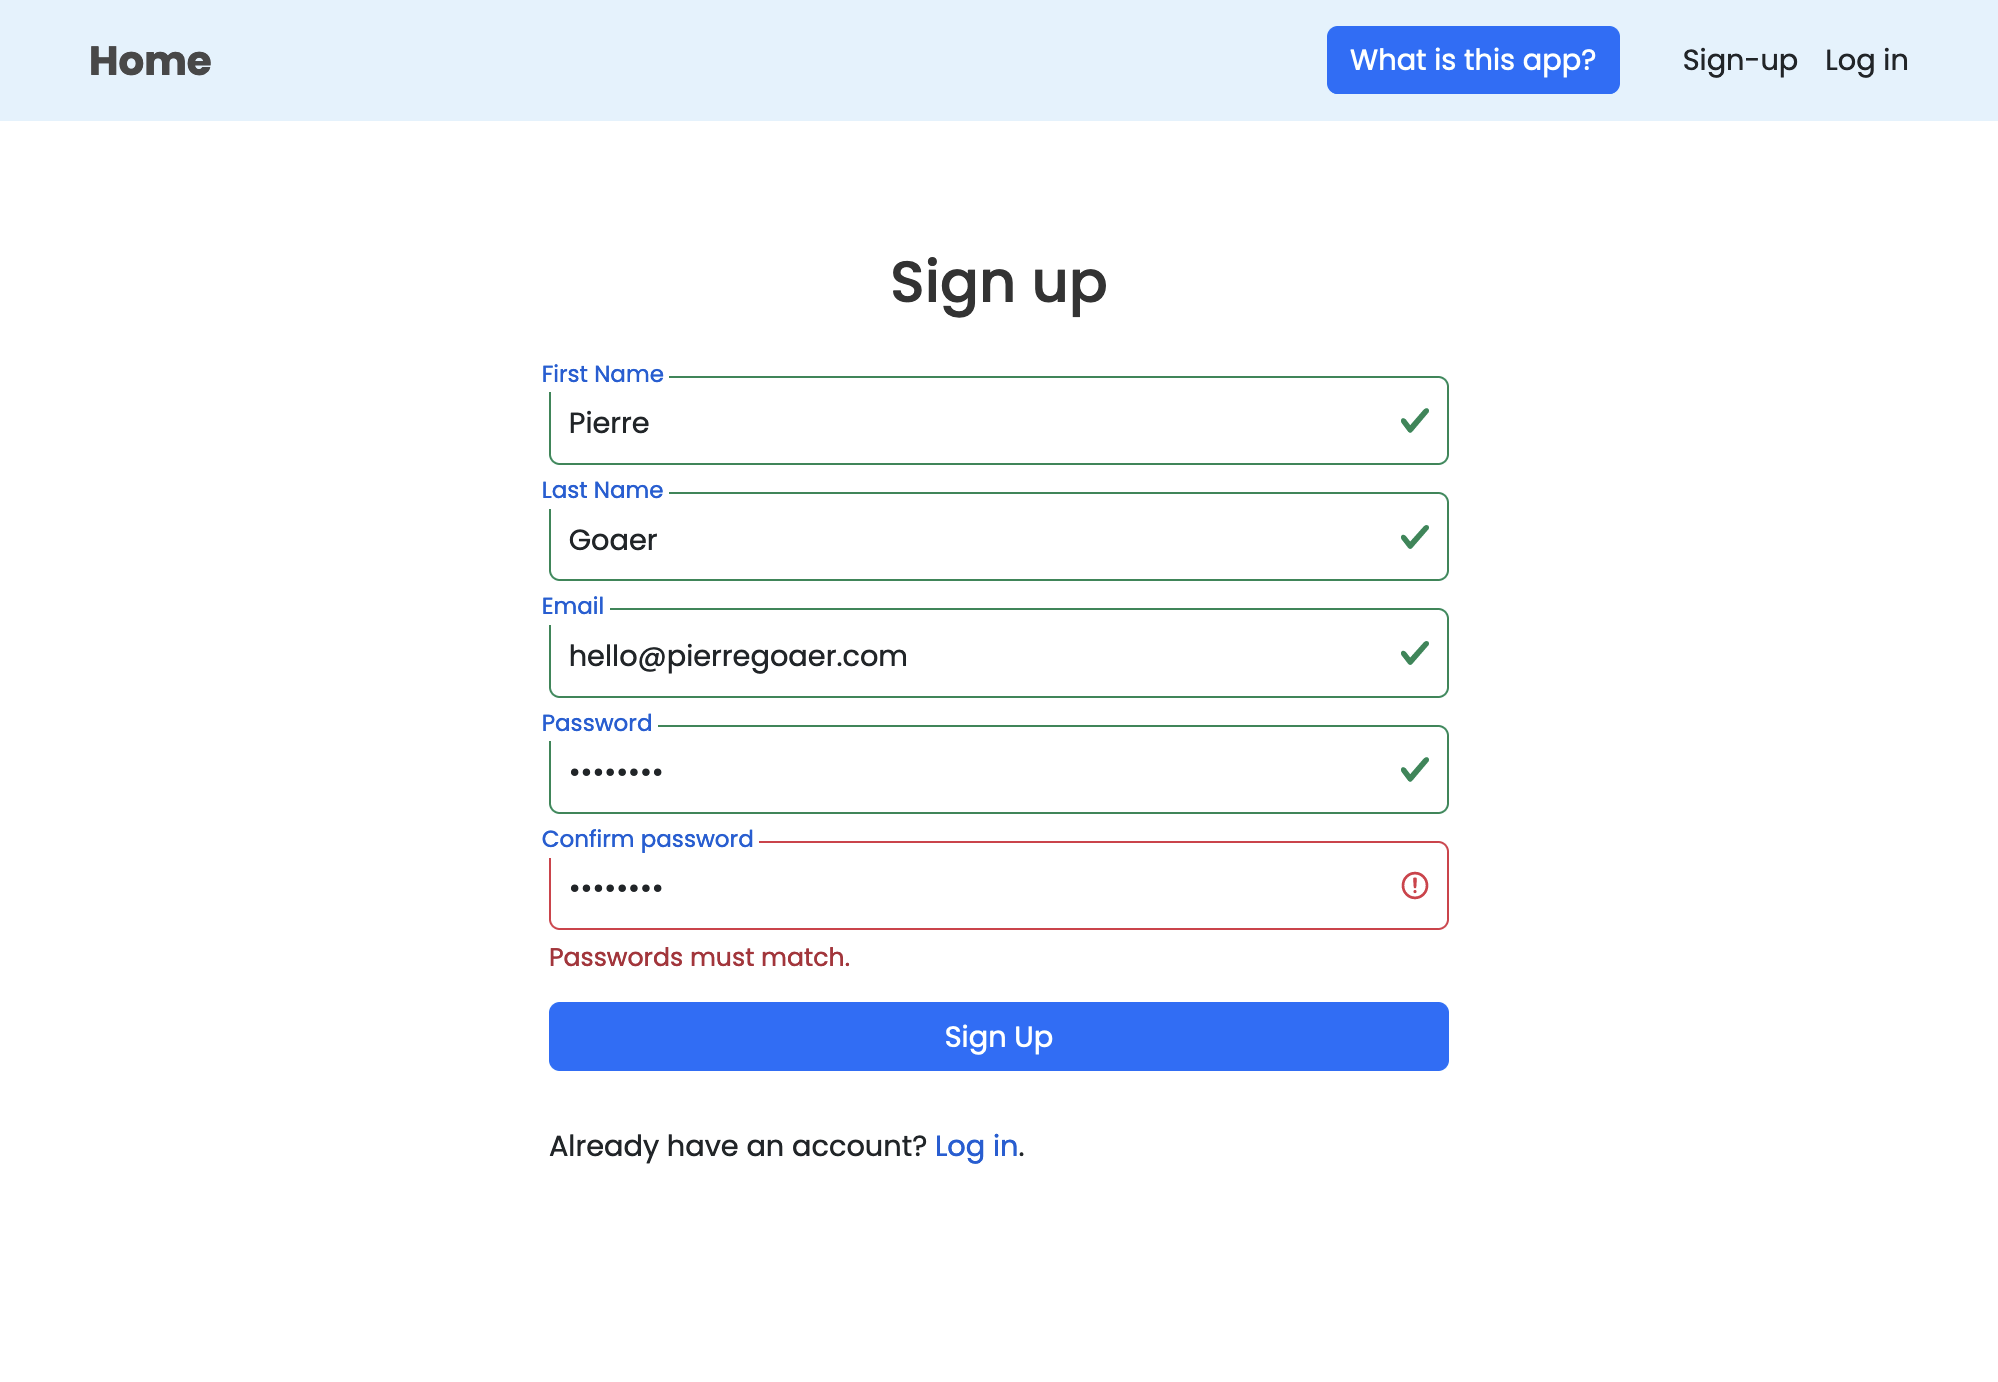 Home What is this app? Sign-up Log in
Sign up
First Name
Pierre
Last Name
Goaer
Email
hello@pierregoaer.com
Password
••••••••
Confirm password
••••••••
Passwords must match.
Sign Up
Already have an account? Log in.